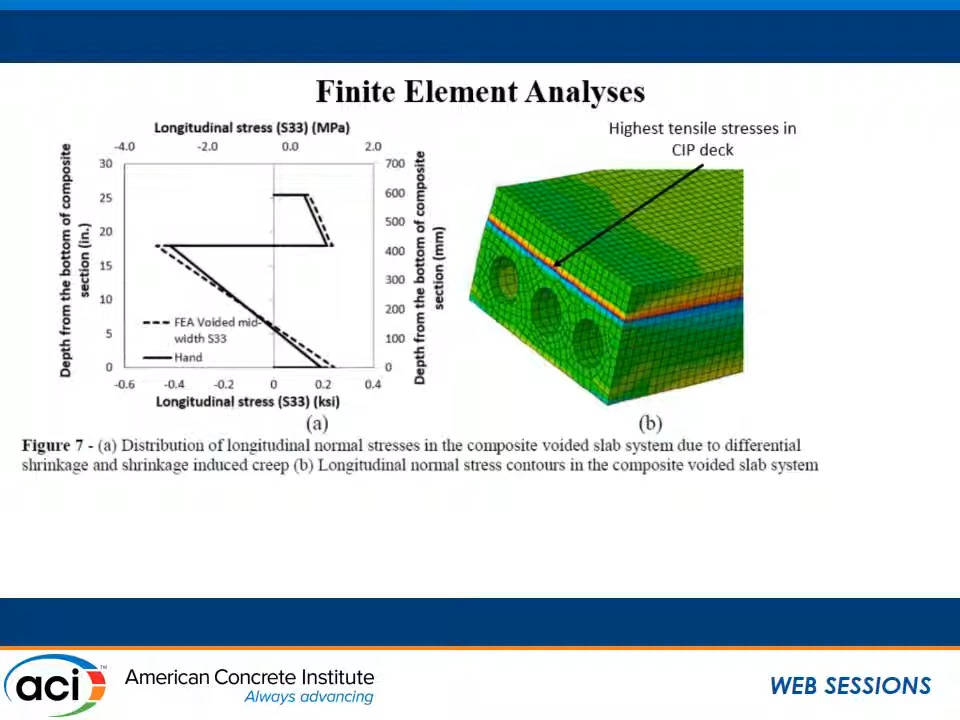 Finite Element Analyses
Longitudinal stress (S33) (MPa)
-4.0 -2.0 0.0 2.0
Depth from the bottom of composite
section (in.)
30
25
20
15
10
5
0
700
600
500
400
300
200
100
0
Depth from the bottom of composite
section (mm)
FEA Voided mid-
width S33
Hand
-0.6 -0.4 -0.2 0 0.2 0.4
Longitudinal stress (S33) (ksi)
(a)
Highest tensile stresses in
CIP deck
(b)
Figure 7 - (a) Distribution of longitudinal normal stresses in the composite voided slab system due to differential
shrinkage and shrinkage induced creep (b) Longitudinal normal stress contours in the composite voided slab system
aci™
American Concrete Institute
Always advancing
WEB SESSIONS